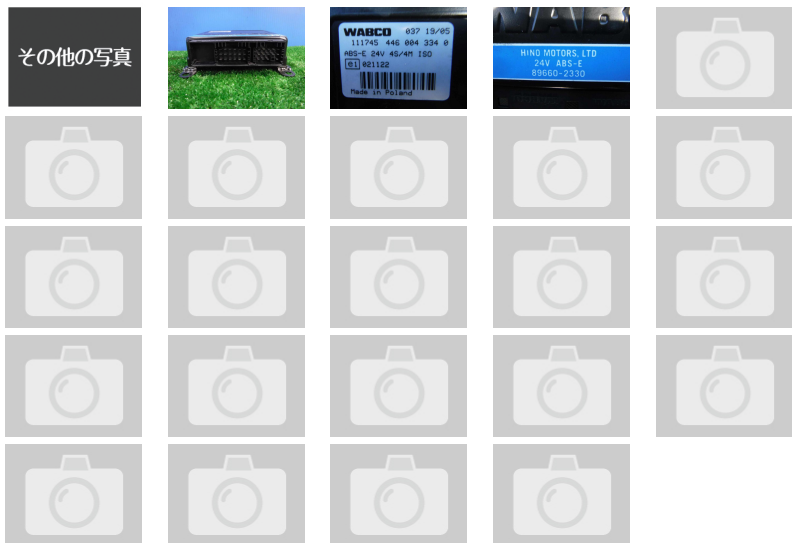 その他の写真
WABCO 037 19/05
111745 446 004 334 0
ABS-E 24V 4S/4M ISO
e1 021122
Made in Poland
HINO MOTORS, LTD
24V ABS-E
89660-2330